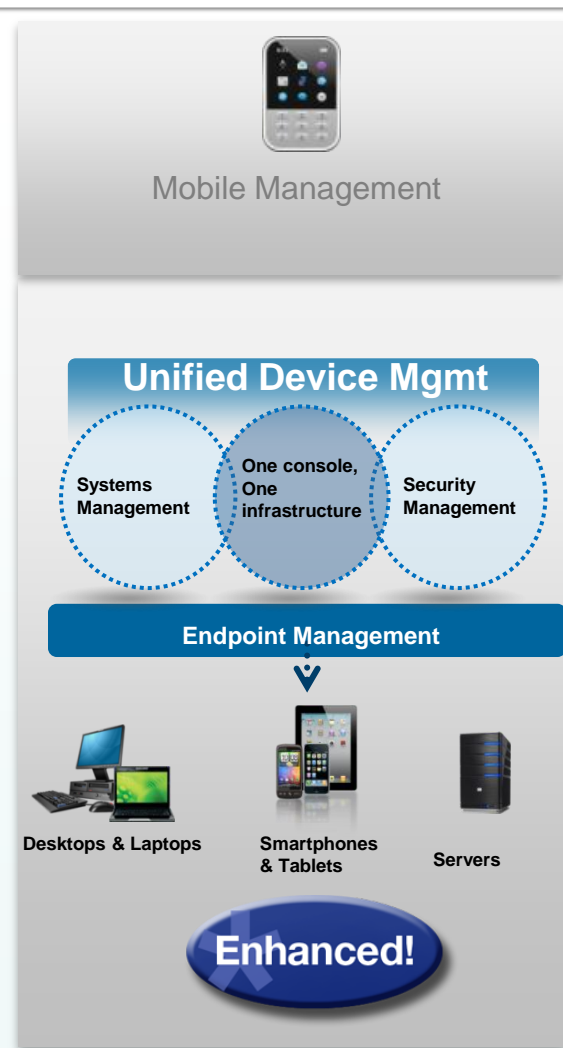 Mobile Management
Unified Device Mgmt
Systems
Management
One console,
One
infrastructure
Security
Management
Endpoint Management
Desktops & Laptops
Smartphones
& Tablets
Servers
Enhanced!